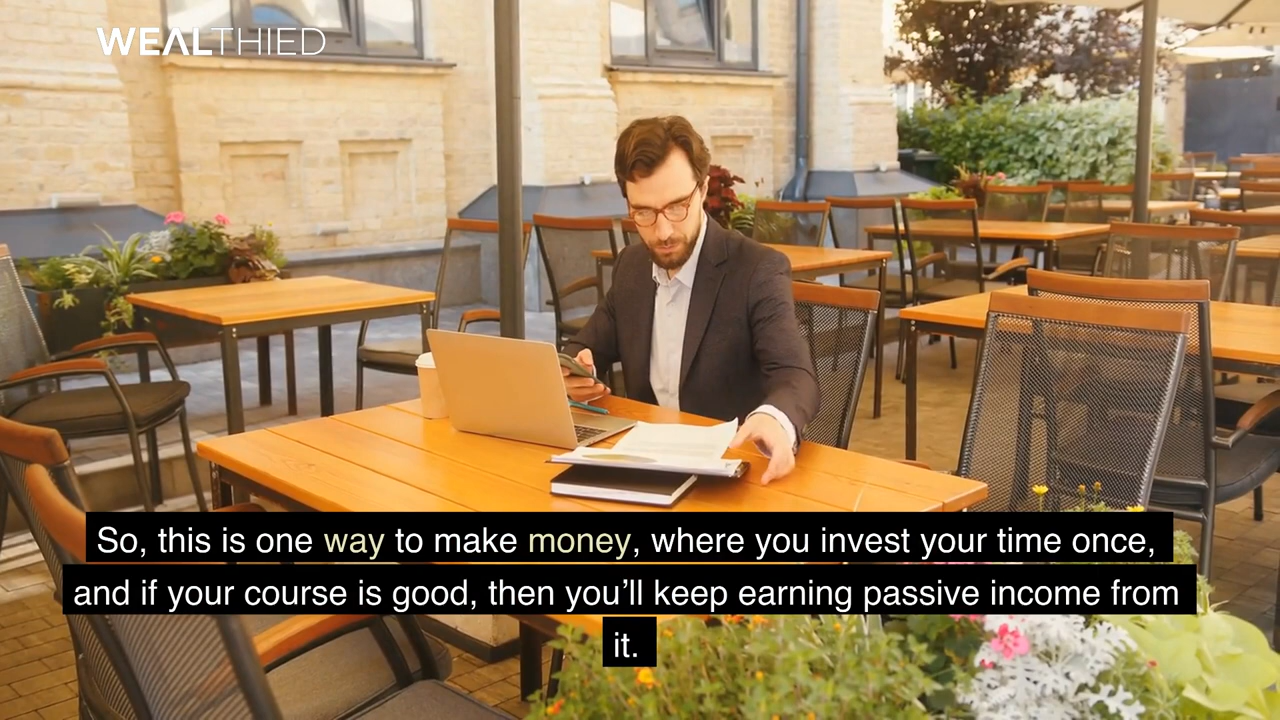 WEALTHIED
So, this is one way to make money, where you invest your time once,
and if your course is good, then you’ll keep earning passive income from
it.